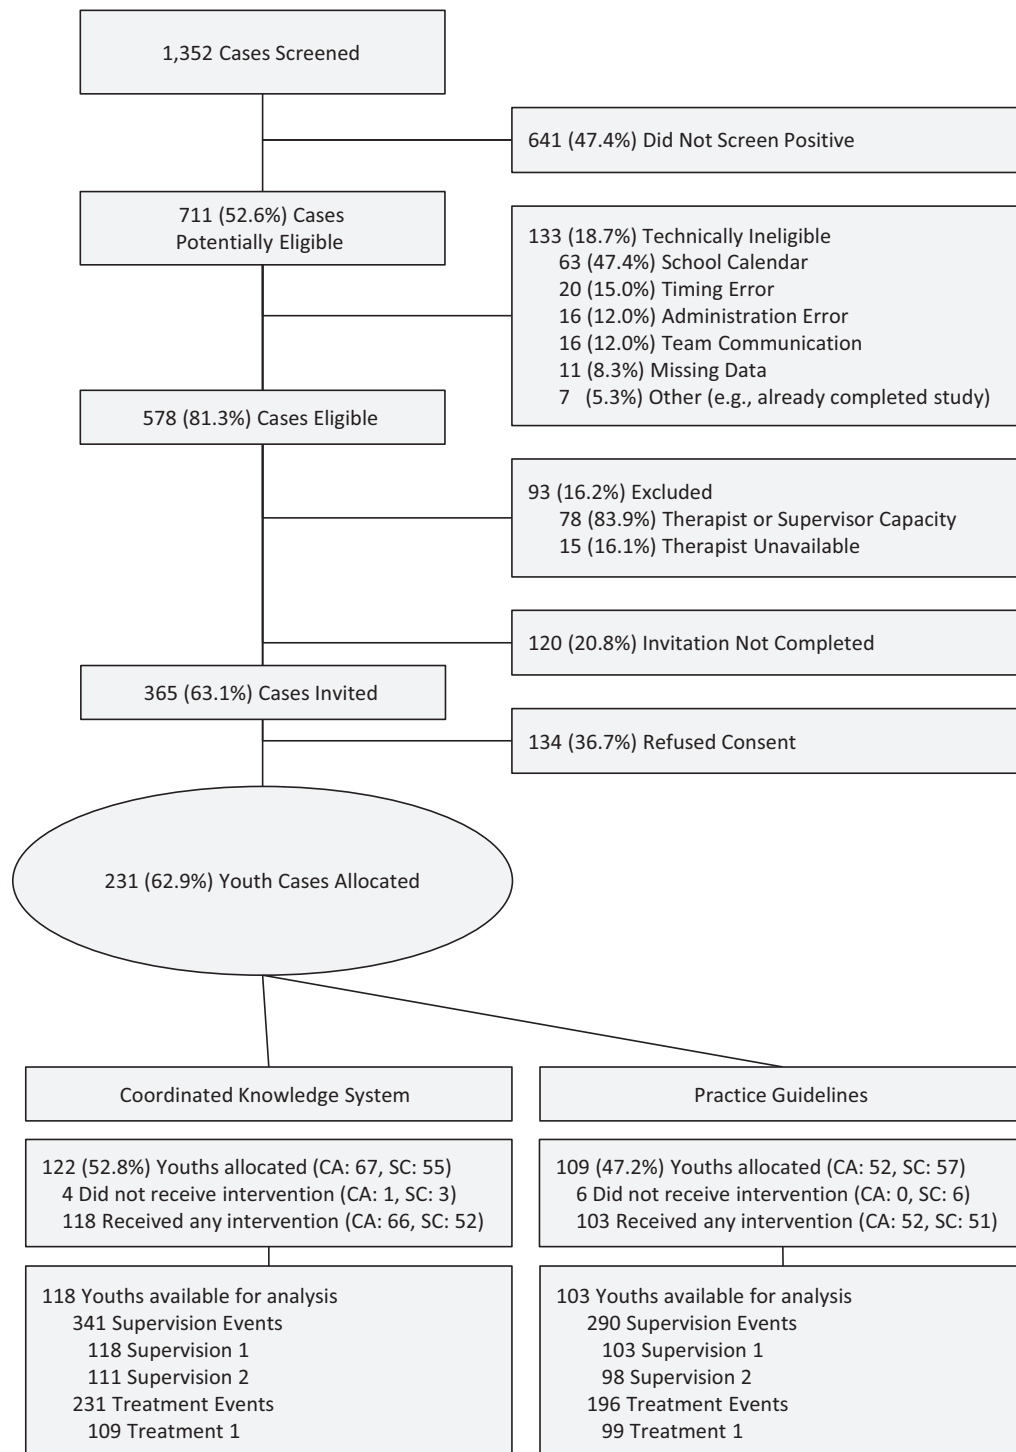 1,352 Cases Screened
641 (47.4%) Did Not Screen Positive
711 (52.6%) Cases
Potentially Eligible
133 (18.7%) Technically Ineligible
63 (47.4%) School Calendar
20 (15.0%) Timing Error
16 (12.0%) Administration Error
16 (12.0%) Team Communication
11 (8.3%) Missing Data
7 (5.3%) Other (e.g., already completed study)
578 (81.3%) Cases Eligible
93 (16.2%) Excluded
78 (83.9%) Therapist or Supervisor Capacity
15 (16.1%) Therapist Unavailable
120 (20.8%) Invitation Not Completed
365 (63.1%) Cases Invited
134 (36.7%) Refused Consent
231 (62.9%) Youth Cases Allocated
Coordinated Knowledge System
122 (52.8%) Youths allocated (CA: 67, SC: 55)
4 Did not receive intervention (CA: 1, SC: 3)
118 Received any intervention (CA: 66, SC: 52)
118 Youths available for analysis
341 Supervision Events
118 Supervision 1
111 Supervision 2
231 Treatment Events
109 Treatment 1
Practice Guidelines
109 (47.2%) Youths allocated (CA: 52, SC: 57)
6 Did not receive intervention (CA: 0, SC: 6)
103 Received any intervention (CA: 52, SC: 51)
103 Youths available for analysis
290 Supervision Events
103 Supervision 1
98 Supervision 2
196 Treatment Events
99 Treatment 1